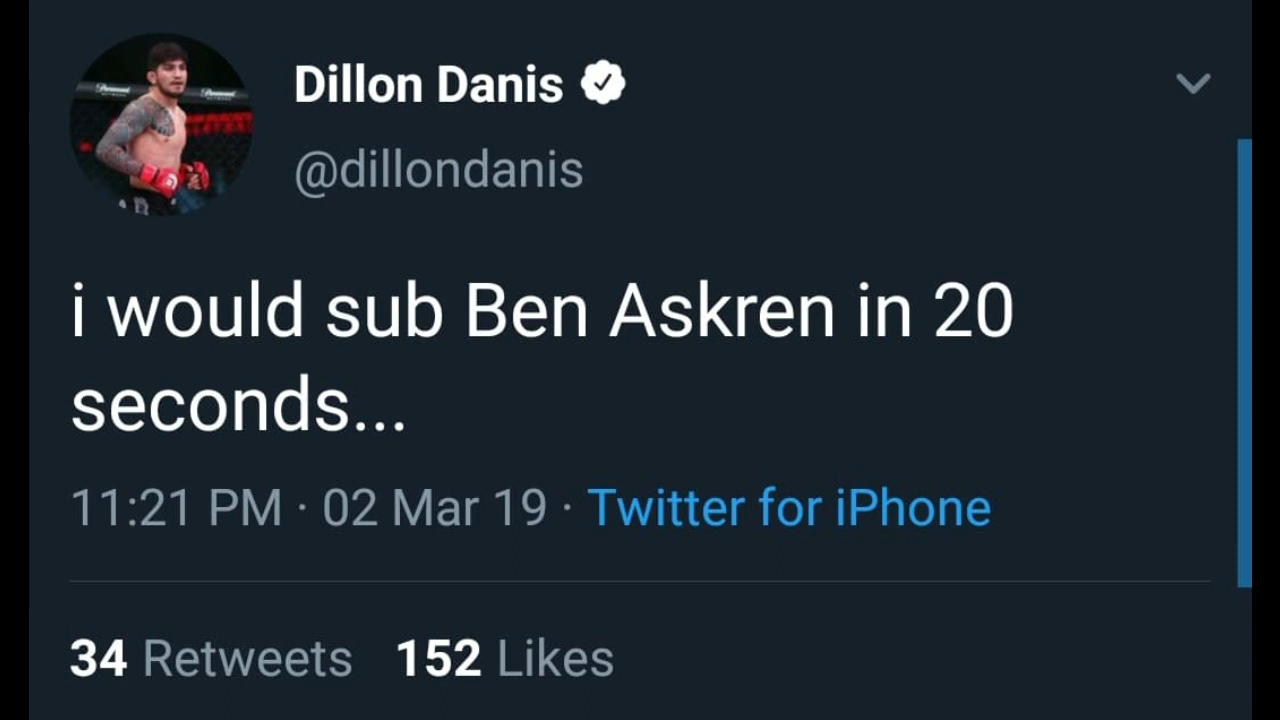 Dillon Danis
@dillondanis
i would sub Ben Askren in 20
seconds...
11:21 PM · 02 Mar 19 · Twitter for iPhone
34 Retweets 152 Likes